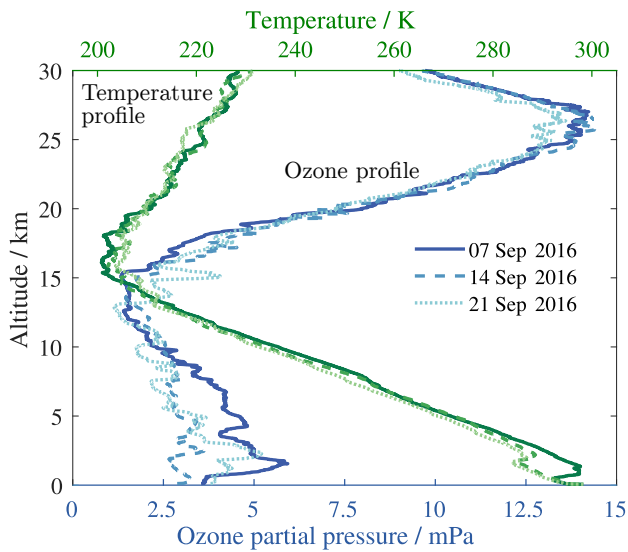 Temperature / K
200 220 240 260 280 300
30
25
20
15
10
5
0
Altitude / km
Temperature
profile
Ozone profile
07 Sep 2016
14 Sep 2016
21 Sep 2016
0 2.5 5 7.5 10 12.5 15
Ozone partial pressure / mPa